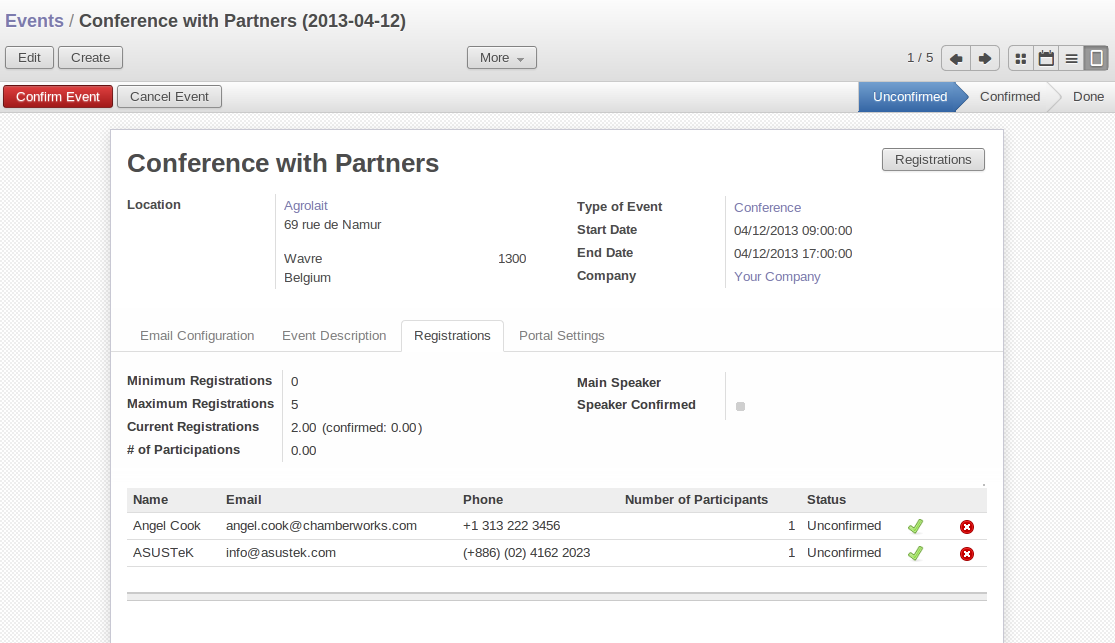 Events / Conference with Partners (2013-04-12)
Edit Create More 1 / 5
Confirm Event Cancel Event Unconfirmed Confirmed Done
Conference with Partners
Registrations
Location Agrolait
69 rue de Namur
Wavre 1300
Belgium
Type of Event Conference
Start Date 04/12/2013 09:00:00
End Date 04/12/2013 17:00:00
Company Your Company
Email Configuration Event Description Registrations Portal Settings
Minimum Registrations 0
Maximum Registrations 5
Current Registrations 2.00 (confirmed: 0.00)
# of Participations 0.00
Main Speaker
Speaker Confirmed
Name Email Phone Number of Participants Status
Angel Cook angel.cook@chamberworks.com +1 313 222 3456 1 Unconfirmed
ASUSTeK info@asustek.com (+886) (02) 4162 2023 1 Unconfirmed